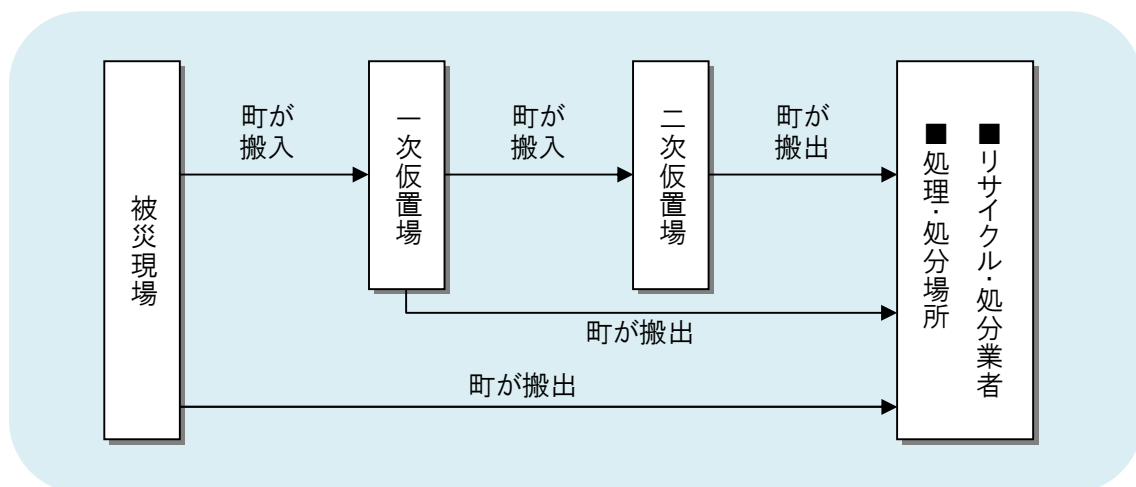 被災現場
町が
搬入
一次仮置場
町が
搬入
二次仮置場
町が
搬出
■リサイクル・処分業者
■処理・処分場所
町が搬出
町が搬出